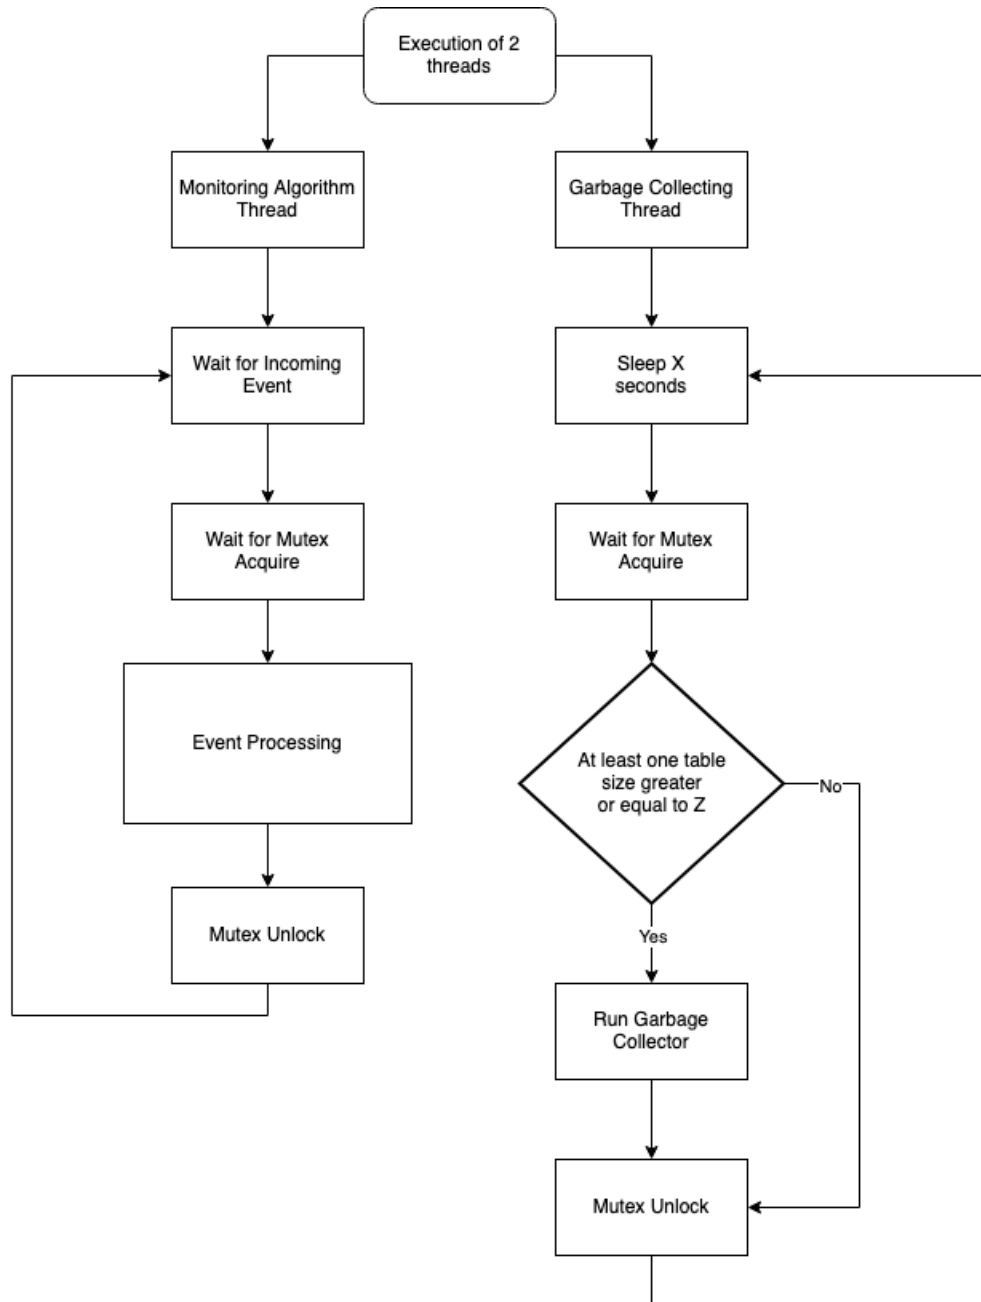 Execution of 2
threads
Monitoring Algorithm
Thread
Garbage Collecting
Thread
Wait for Incoming
Event
Sleep X
seconds
Wait for Mutex
Acquire
Wait for Mutex
Acquire
Event Processing
At least one table
size greater
or equal to Z
No
Mutex Unlock
Yes
Run Garbage
Collector
Mutex Unlock